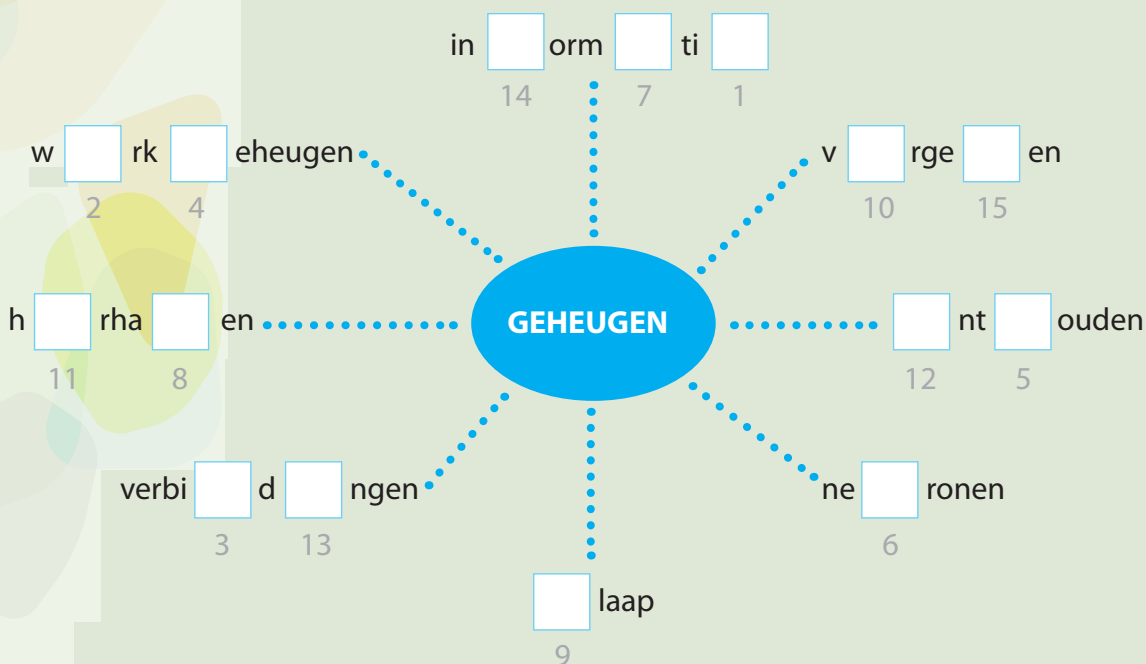 in orm ti
14 7 1
w rk eheugen
2 4
v rge en
10 15
h rha en
11 8
GEHEUGEN
nt ouden
12 5
verbi d ngen
3 13
ne ronen
6
laap
9